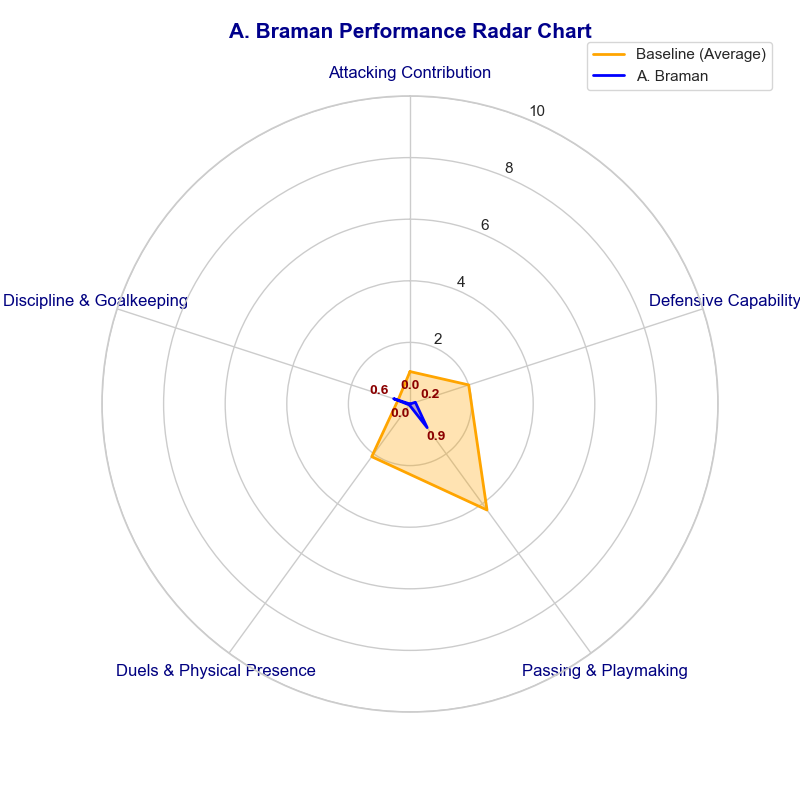 A. Braman Performance Radar Chart
Baseline (Average)
A. Braman
Attacking Contribution
10
8
6
4
2
Discipline & Goalkeeping
Defensive Capability
0.6
0.0
0.2
0.0
0.9
Duels & Physical Presence
Passing & Playmaking